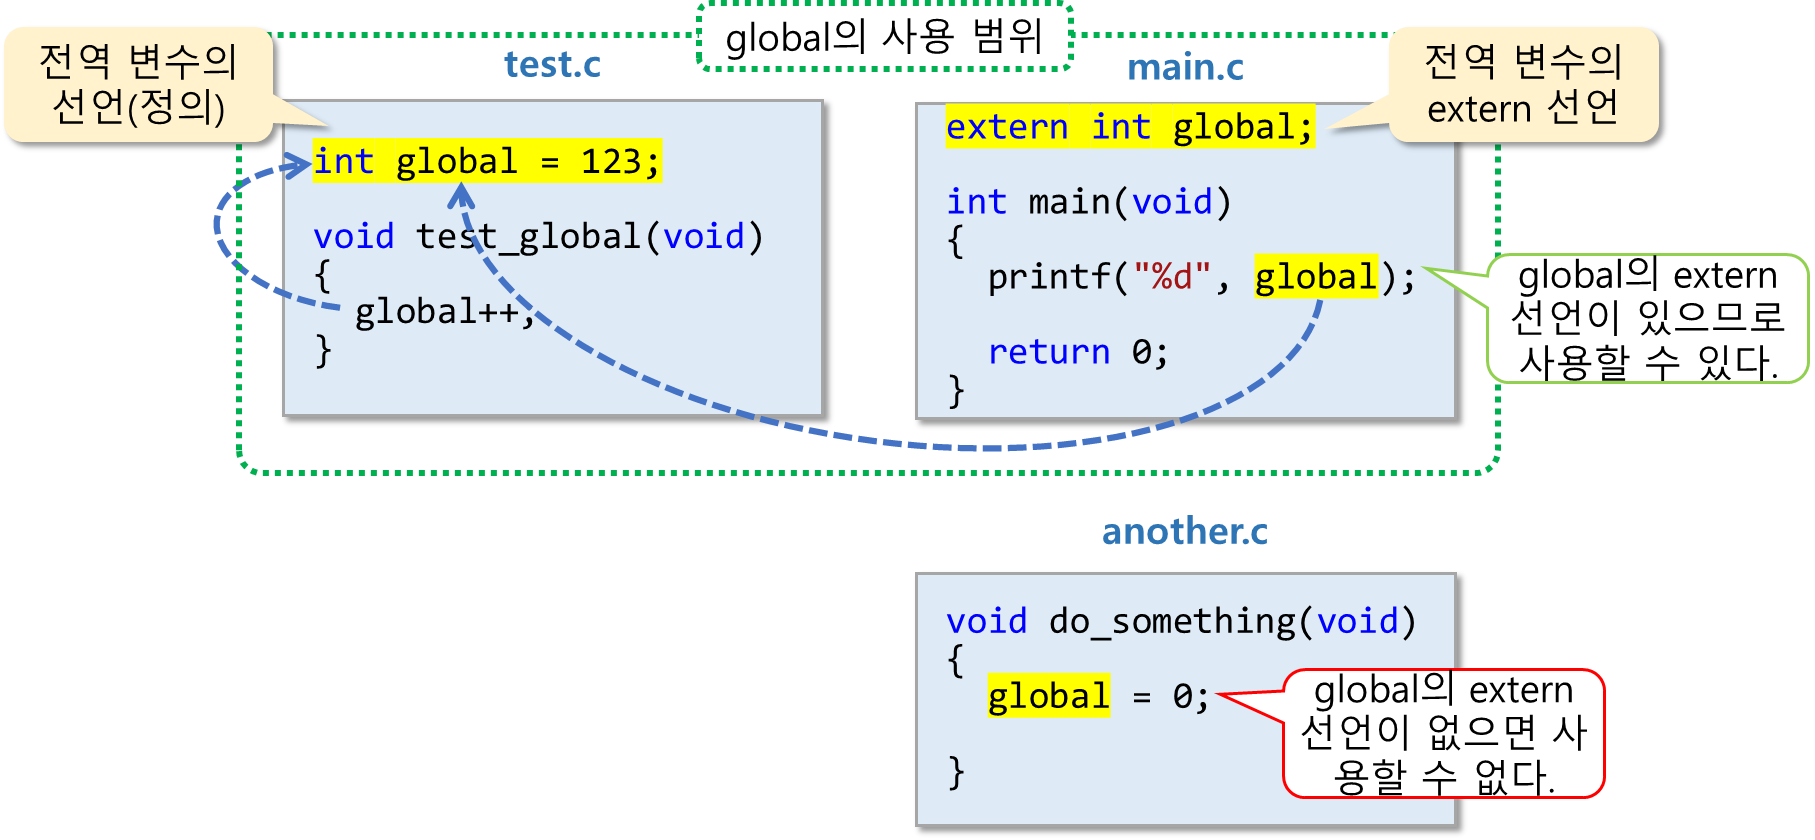 global의 사용 범위
전역 변수의
선언(정의)
test.c
int global = 123;
void test_global(void)
{
global++;
}
main.c
전역 변수의
extern 선언
extern int global;
int main(void)
{
printf("%d", global);
return 0;
}
global의 extern
선언이 있으므로
사용할 수 있다.
another.c
void do_something(void)
{
global = 0;
}
global의 extern
선언이 없으면 사
용할 수 없다.